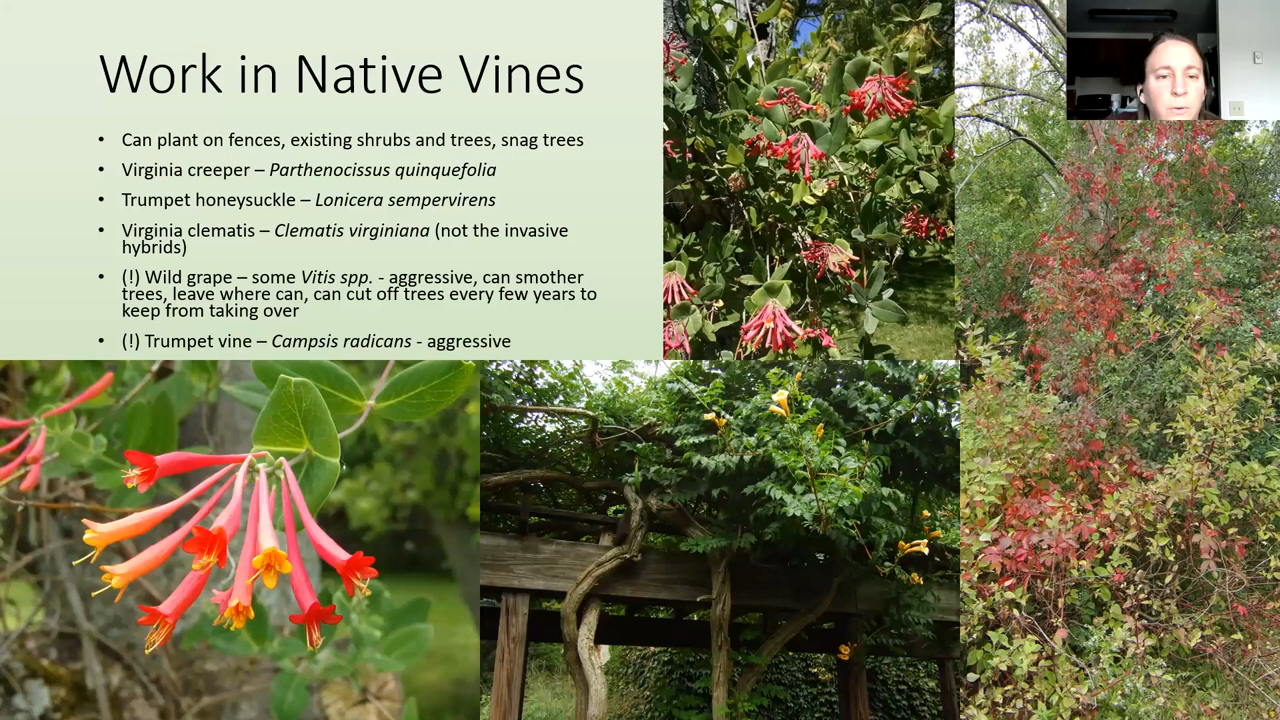 Work in Native Vines
• Can plant on fences, existing shrubs and trees, snag trees
• Virginia creeper – Parthenocissus quinquefolia
• Trumpet honeysuckle – Lonicera sempervirens
• Virginia clematis – Clematis virginiana (not the invasive
hybrids)
• (!) Wild grape – some Vitis spp. - aggressive, can smother
trees, leave where can, can cut off trees every few years to
keep from taking over
• (!) Trumpet vine – Campsis radicans - aggressive